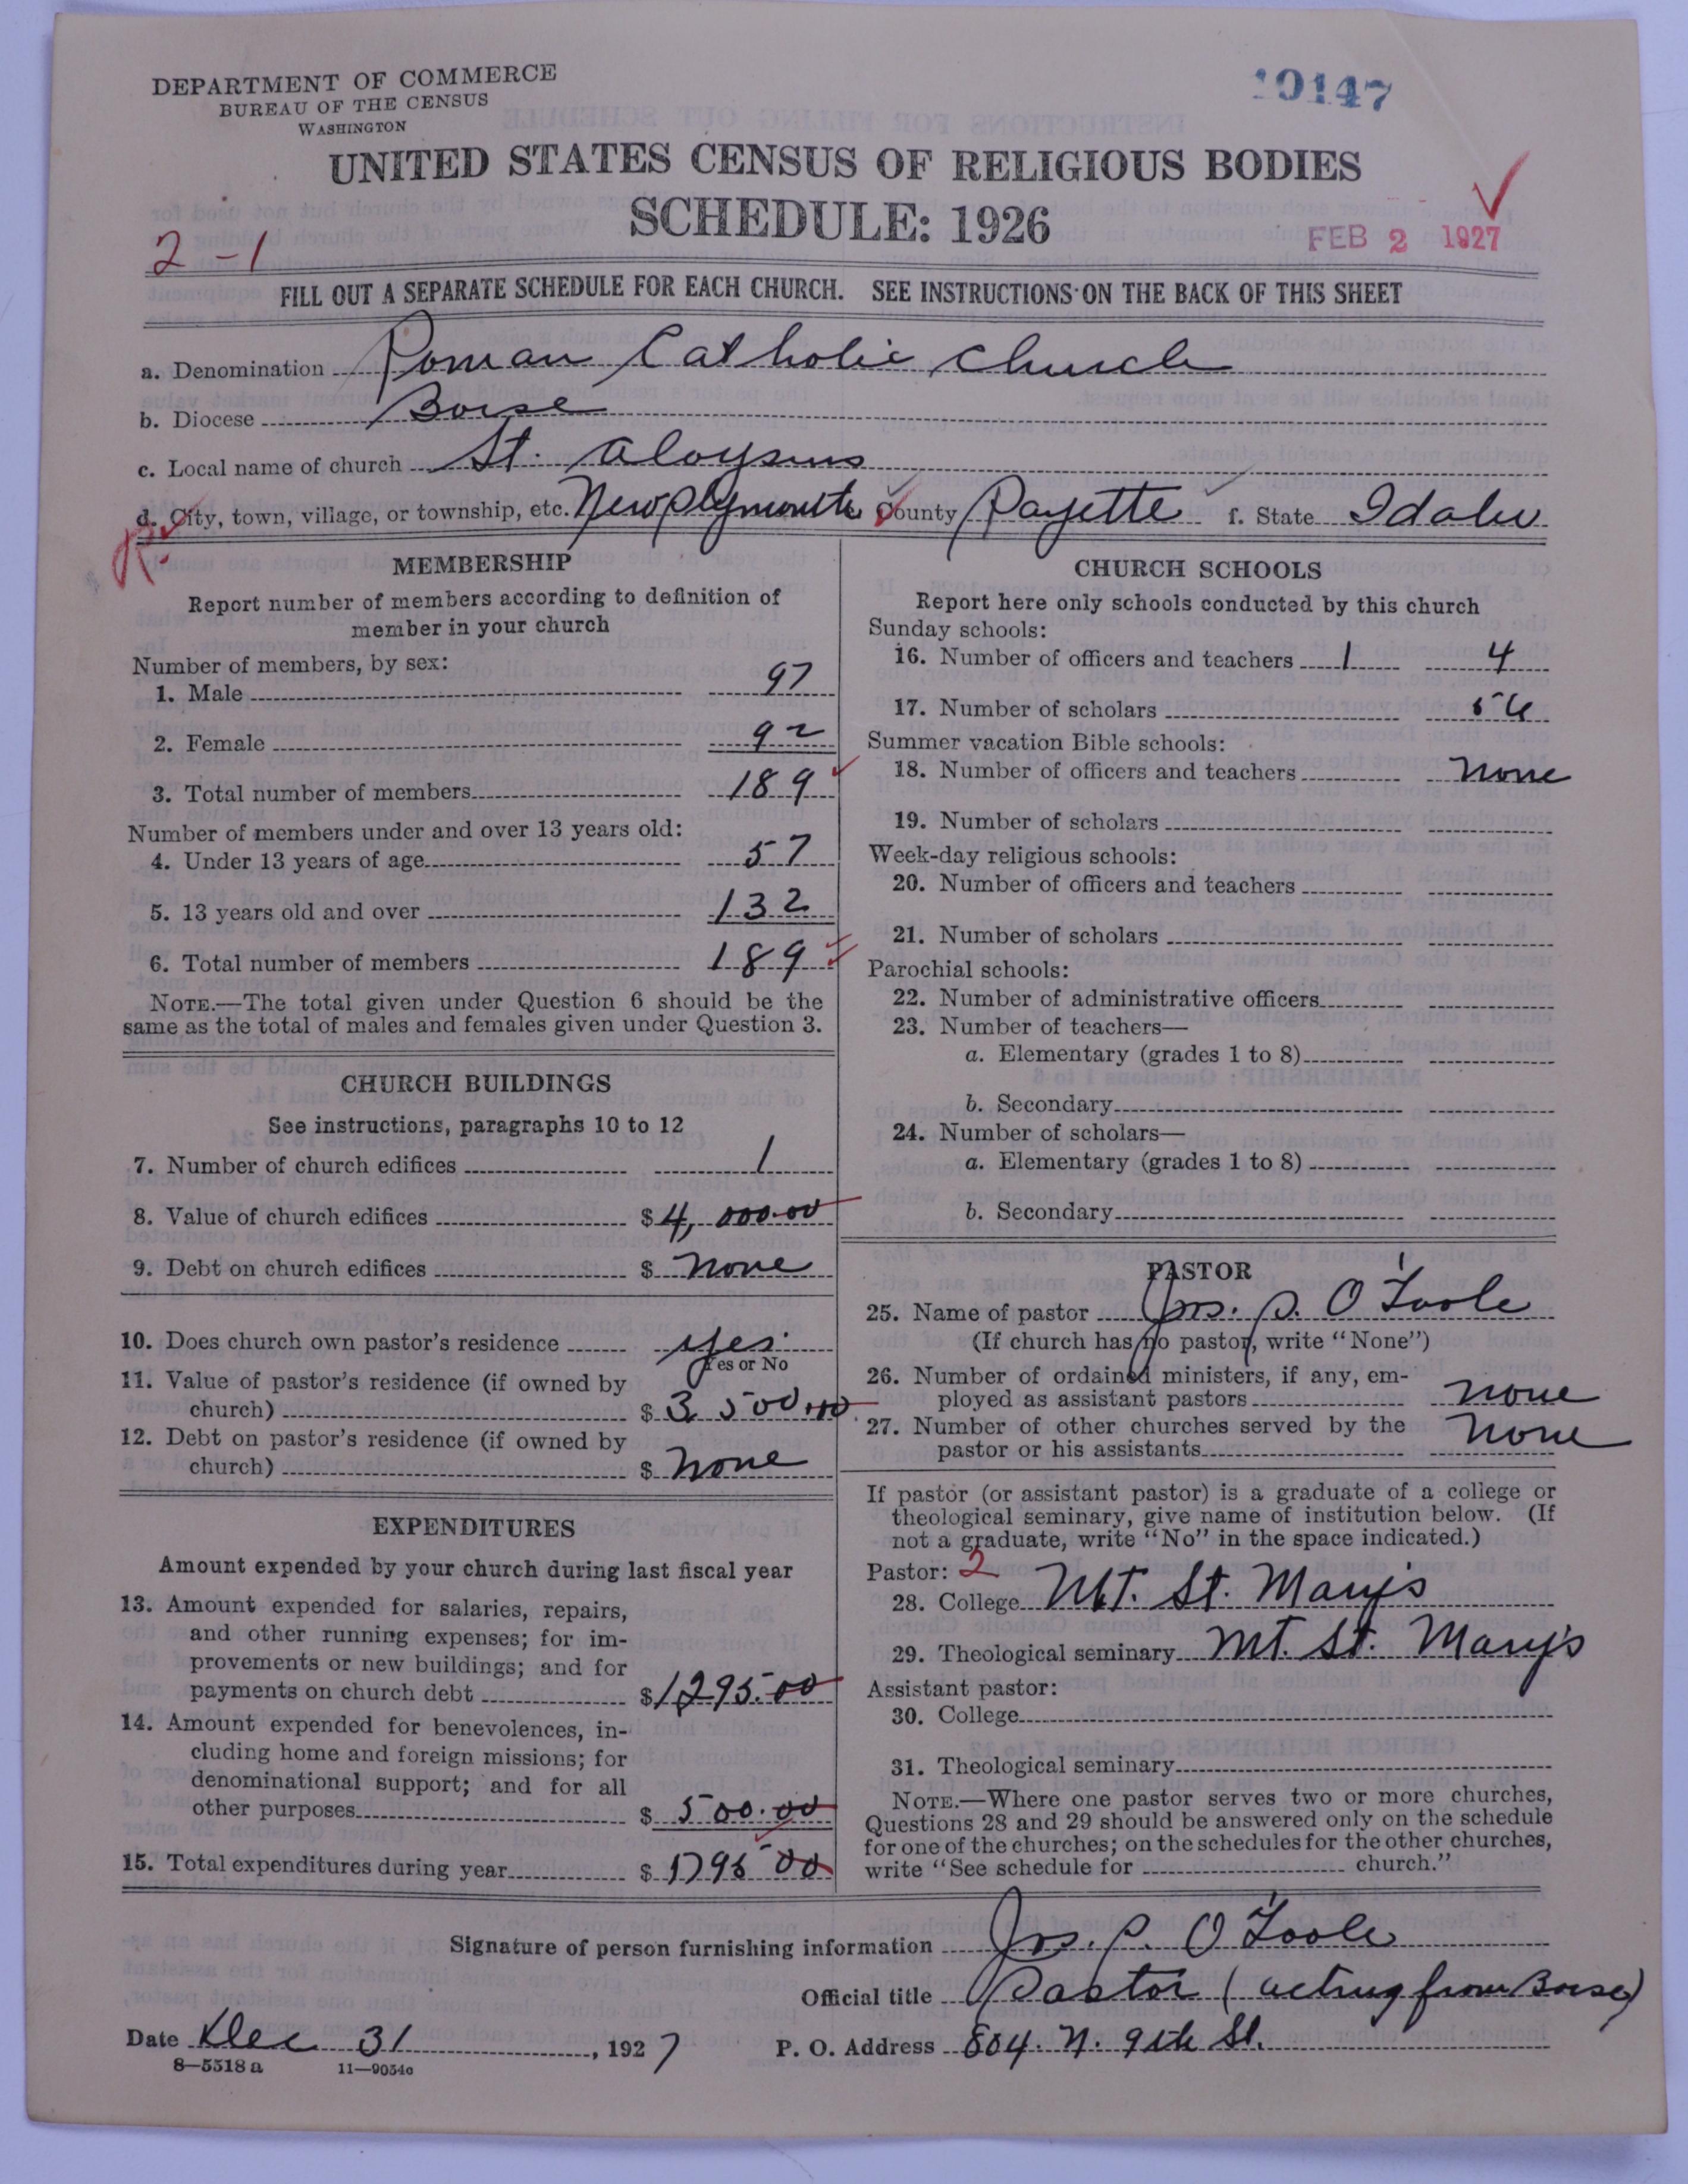 DEPARTMENT OF COMMERCE
BUREAU OF THE CENSUS
WASHINGTON
10147
UNITED STATES CENSUS OF RELIGIOUS BODIES
SCHEDULE: 1926
FEB 2 1927
2-1
FILL OUT A SEPARATE SCHEDULE FOR EACH CHURCH. SEE INSTRUCTIONS ON THE BACK OF THIS SHEET
a. Denomination Roman Catholic Church
b. Diocese Boise
c. Local name of church St. Aloysius
d. City, town, village, or township, etc. New Plymouth County Payette f. State Idaho
R.
MEMBERSHIP
Report number of members according to definition of
member in your church
Number of members, by sex:
1. Male 97
2. Female 92
3. Total number of members 189
Number of members under and over 13 years old:
4. Under 13 years of age 57
5. 13 years old and over 132
6. Total number of members 189
NOTE.—The total given under Question 6 should be the
same as the total of males and females given under Question 3.
CHURCH BUILDINGS
See instructions, paragraphs 10 to 12
7. Number of church edifices 1
8. Value of church edifices $ 4,000.00
9. Debt on church edifices $ none
10. Does church own pastor's residence yes
Yes or No
11. Value of pastor's residence (if owned by
church) $ 3500.00
12. Debt on pastor's residence (if owned by
church) $ none
EXPENDITURES
Amount expended by your church during last fiscal year
13. Amount expended for salaries, repairs,
and other running expenses; for im-
provements or new buildings; and for
payments on church debt $ 1295.00
14. Amount expended for benevolences, in-
cluding home and foreign missions; for
denominational support; and for all
other purposes $ 500.00
15. Total expenditures during year $ 1795 00
CHURCH SCHOOLS
Report here only schools conducted by this church
Sunday schools:
16. Number of officers and teachers 1 4
17. Number of scholars
Summer vacation Bible schools:
18. Number of officers and teachers none
19. Number of scholars
Week-day religious schools:
20. Number of officers and teachers
21. Number of scholars
Parochial schools:
22. Number of administrative officers
23. Number of teachers—
a. Elementary (grades 1 to 8)
b. Secondary
24. Number of scholars—
a. Elementary (grades 1 to 8)
b. Secondary
PASTOR
25. Name of pastor Jas. P. O'Toole
(If church has no pastor, write "None")
26. Number of ordained ministers, if any, em-
ployed as assistant pastors none
27. Number of other churches served by the
pastor or his assistants none
If pastor (or assistant pastor) is a graduate of a college or
theological seminary, give name of institution below. (If
not a graduate, write "No" in the space indicated.)
Pastor: 2
28. College Mt. St. Mary's
29. Theological seminary Mt. St. Mary's
Assistant pastor:
30. College
31. Theological seminary
NOTE.—Where one pastor serves two or more churches,
Questions 28 and 29 should be answered only on the schedule
for one of the churches; on the schedules for the other churches,
write "See schedule for church."
Signature of person furnishing information Jas. P. O'Toole
Official title Pastor (acting from Boise)
Date Dec 31, 1927 P. O. Address 804. N. 9th St.
8—5518 a 11—9054c